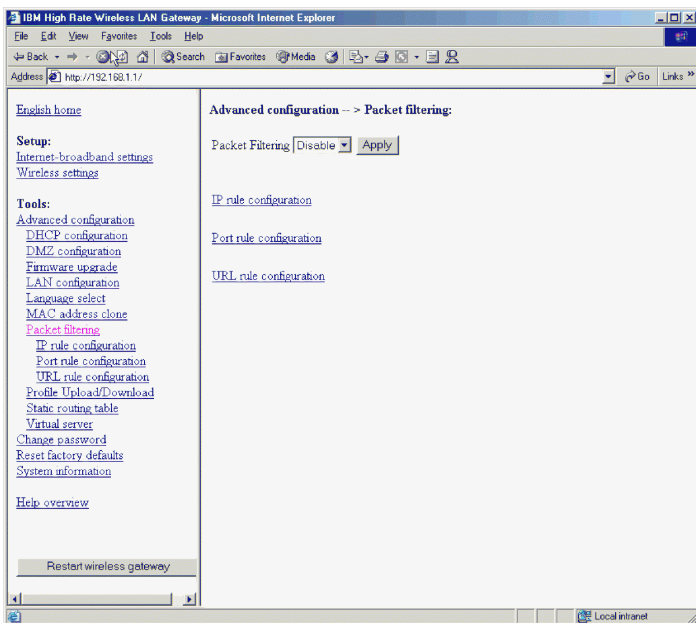 IBM High Rate Wireless LAN Gateway - Microsoft Internet Explorer
File Edit View Favorites Tools Help
Back Search Favorites Media
Address http://192.168.1.1/ Go Links »
English home
Setup:
Internet-broadband settings
Wireless settings
Tools:
Advanced configuration
DHCP configuration
DMZ configuration
Firmware upgrade
LAN configuration
Language select
MAC address clone
Packet filtering
IP rule configuration
Port rule configuration
URL rule configuration
Profile Upload/Download
Static routing table
Virtual server
Change password
Reset factory defaults
System information
Help overview
Restart wireless gateway
Advanced configuration -- > Packet filtering:
Packet Filtering Disable Apply
IP rule configuration
Port rule configuration
URL rule configuration
Local intranet